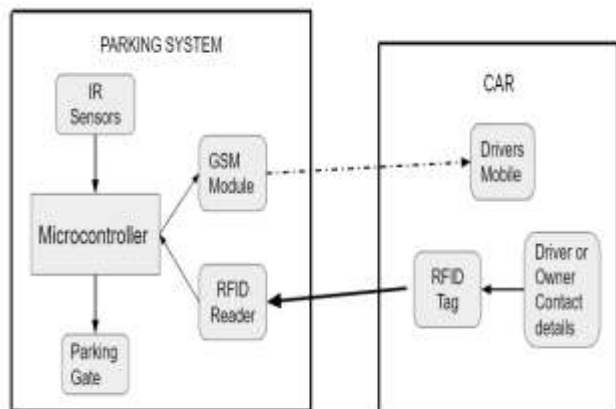 PARKING SYSTEM
IR
Sensors
GSM
Module
Microcontroller
RFID
Reader
Parking
Gate
CAR
Drivers
Mobile
RFID
Tag
Driver or
Owner
Contact
details